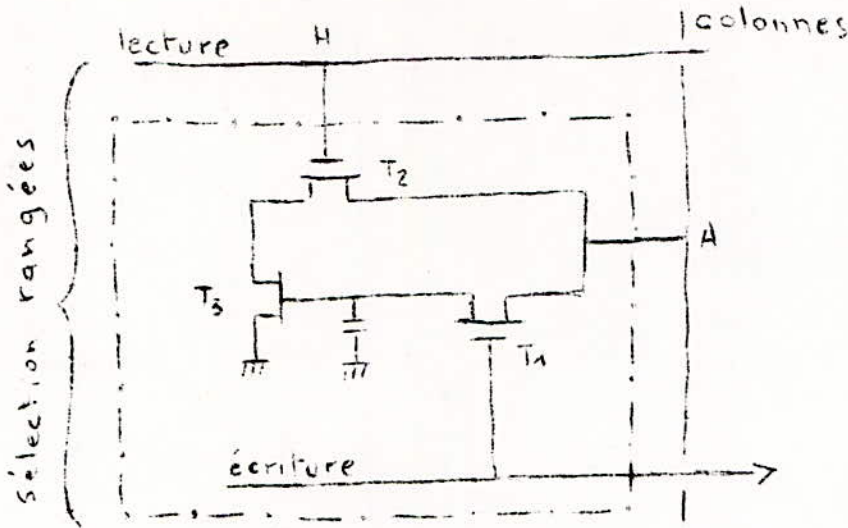 colonnes
lecture
H
T2
sélection rangées
H
T3
T1
écriture